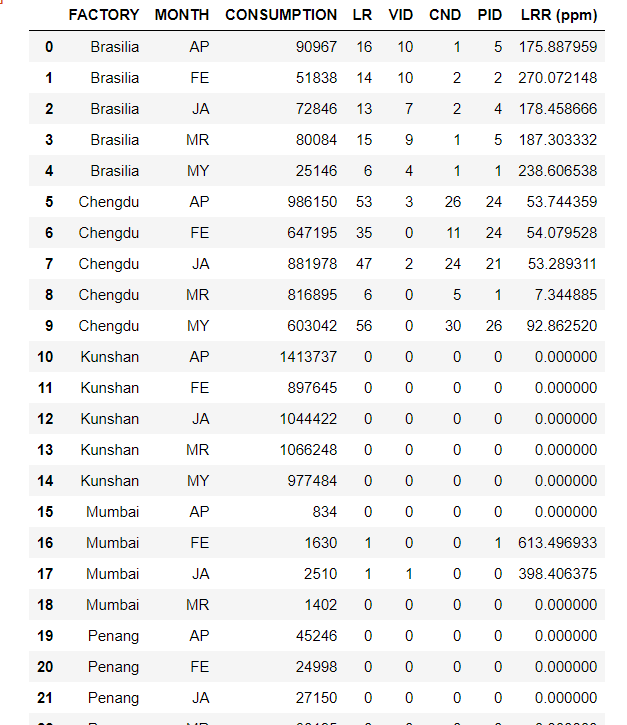 FACTORY MONTH CONSUMPTION LR VID CND PID LRR (ppm)
0 Brasilia AP 90967 16 10 1 5 175.887959
1 Brasilia FE 51838 14 10 2 2 270.072148
2 Brasilia JA 72846 13 7 2 4 178.458666
3 Brasilia MR 80084 15 9 1 5 187.303332
4 Brasilia MY 25146 6 4 1 1 238.606538
5 Chengdu AP 986150 53 3 26 24 53.744359
6 Chengdu FE 647195 35 0 11 24 54.079528
7 Chengdu JA 881978 47 2 24 21 53.289311
8 Chengdu MR 816895 6 0 5 1 7.344885
9 Chengdu MY 603042 56 0 30 26 92.862520
10 Kunshan AP 1413737 0 0 0 0 0.000000
11 Kunshan FE 897645 0 0 0 0 0.000000
12 Kunshan JA 1044422 0 0 0 0 0.000000
13 Kunshan MR 1066248 0 0 0 0 0.000000
14 Kunshan MY 977484 0 0 0 0 0.000000
15 Mumbai AP 834 0 0 0 0 0.000000
16 Mumbai FE 1630 1 0 0 1 613.496933
17 Mumbai JA 2510 1 1 0 0 398.406375
18 Mumbai MR 1402 0 0 0 0 0.000000
19 Penang AP 45246 0 0 0 0 0.000000
20 Penang FE 24998 0 0 0 0 0.000000
21 Penang JA 27150 0 0 0 0 0.000000